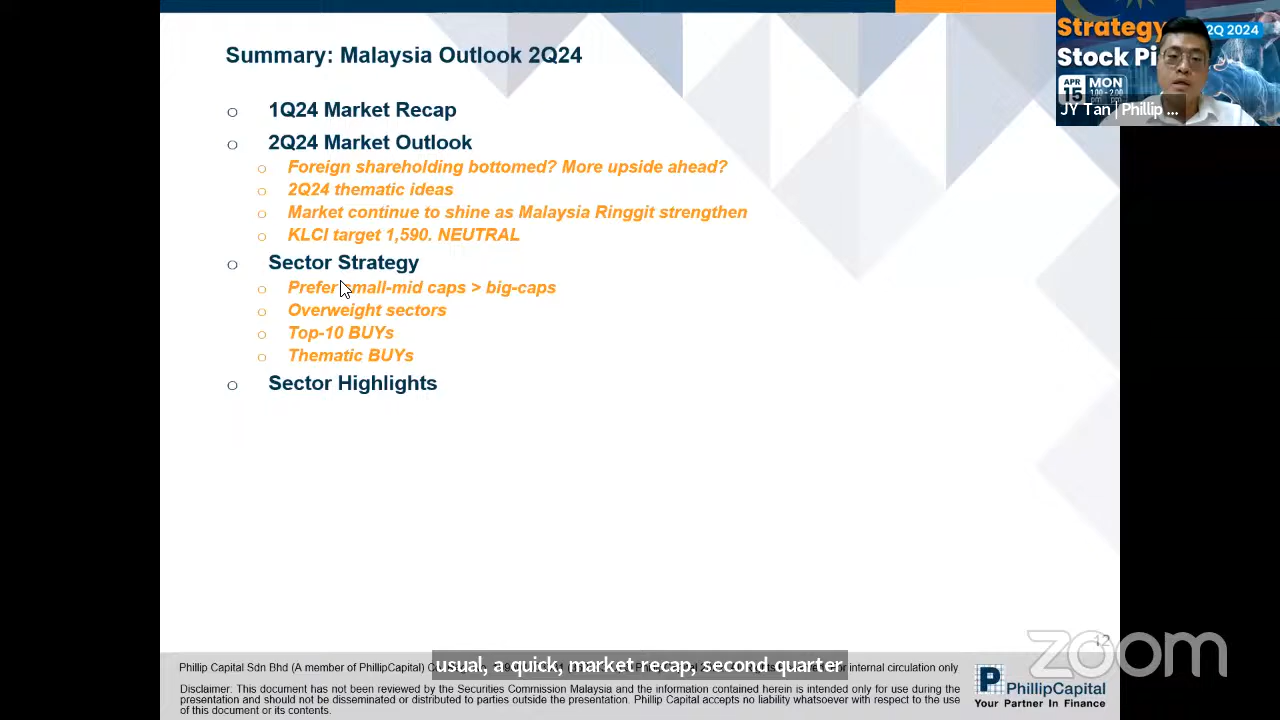 Summary: Malaysia Outlook 2Q24
Strategy
2Q 2024
Stock Pi
APR
15
MON
1:00 - 2:00
pm pm
JY Tan | Phillip ...
o 1Q24 Market Recap
o 2Q24 Market Outlook
o Foreign shareholding bottomed? More upside ahead?
o 2Q24 thematic ideas
o Market continue to shine as Malaysia Ringgit strengthen
o KLCI target 1,590. NEUTRAL
o Sector Strategy
o Prefer small-mid caps > big-caps
o Overweight sectors
o Top-10 BUYs
o Thematic BUYs
o Sector Highlights
12
zoom
usual, a quick, market recap, second quarter
Phillip Capital Sdn Bhd (A member of PhillipCapital) internal circulation only
Disclaimer: This document has not been reviewed by the Securities Commission Malaysia and the information contained herein is intended only for use during the
presentation and should not be disseminated or distributed to parties outside the presentation. Phillip Capital accepts no liability whatsoever with respect to the use
of this document or its contents.
PhillipCapital
Your Partner In Finance